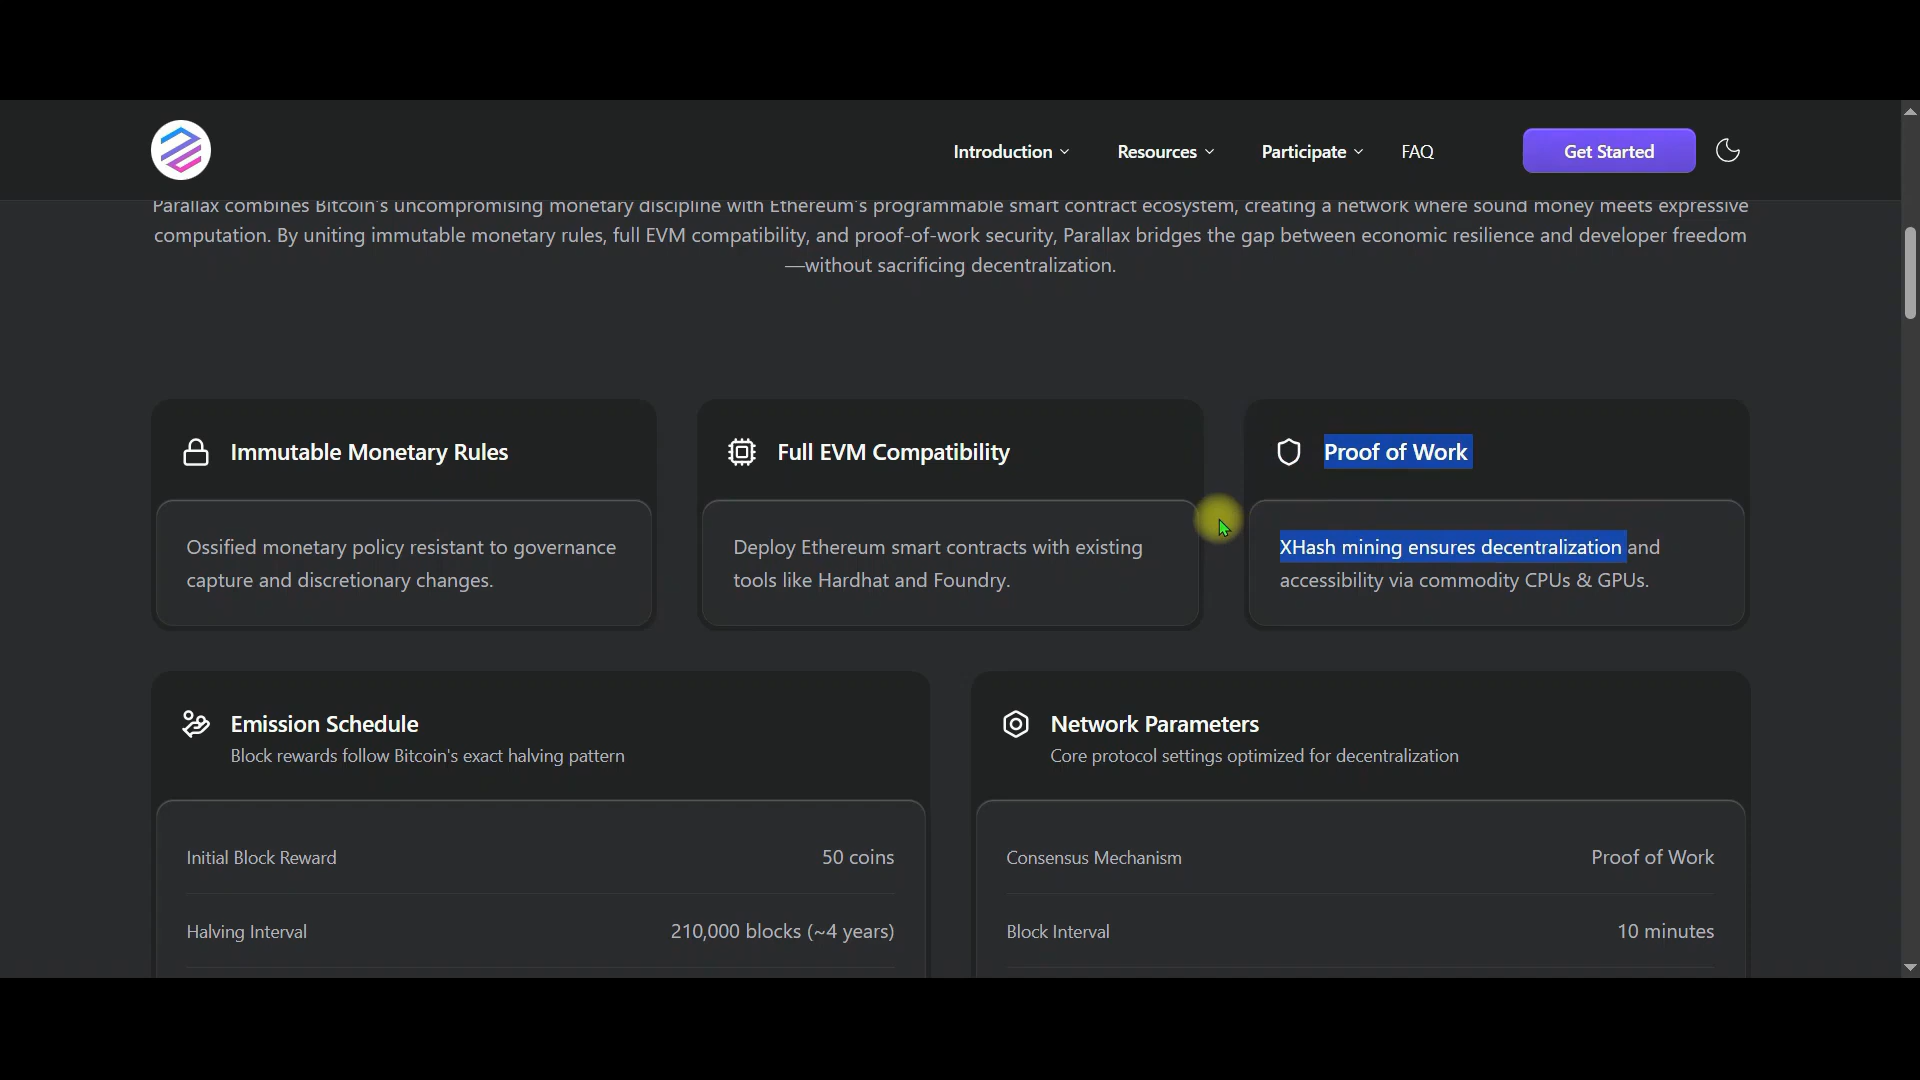 Introduction
Resources
Participate
FAQ
Get Started
Parallax combines Bitcoin's uncompromising monetary discipline with Ethereum's programmable smart contract ecosystem, creating a network where sound money meets expressive
computation. By uniting immutable monetary rules, full EVM compatibility, and proof-of-work security, Parallax bridges the gap between economic resilience and developer freedom
—without sacrificing decentralization.
Immutable Monetary Rules
Ossified monetary policy resistant to governance
capture and discretionary changes.
Full EVM Compatibility
Deploy Ethereum smart contracts with existing
tools like Hardhat and Foundry.
Proof of Work
XHash mining ensures decentralization and
accessibility via commodity CPUs & GPUs.
Emission Schedule
Block rewards follow Bitcoin's exact halving pattern
Initial Block Reward
50 coins
Halving Interval
210,000 blocks (~4 years)
Network Parameters
Core protocol settings optimized for decentralization
Consensus Mechanism
Proof of Work
Block Interval
10 minutes